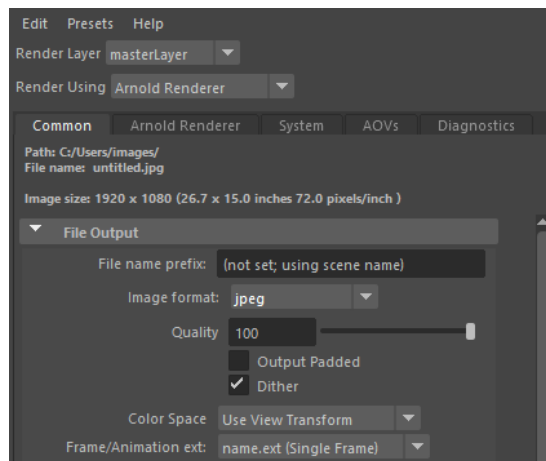 Edit Presets Help
Render Layer masterLayer
Render Using Arnold Renderer
Common Arnold Renderer System AOVs Diagnostics
Path: C:/Users/images/
File name: untitled.jpg
Image size: 1920 x 1080 (26.7 x 15.0 inches 72.0 pixels/inch )
File Output
File name prefix: (not set; using scene name)
Image format: jpeg
Quality 100
Output Padded
Dither
Color Space Use View Transform
Frame/Animation ext: name.ext (Single Frame)